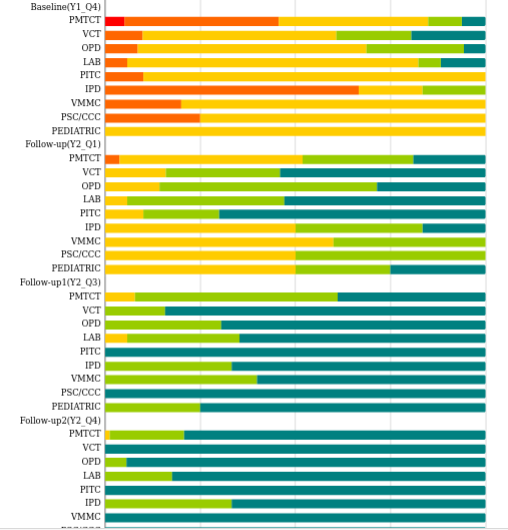 Baseline(Y1_Q4)
PMTCT
VCT
OPD
LAB
PITC
IPD
VMMC
PSC/CCC
PEDIATRIC
Follow-up(Y2_Q1)
PMTCT
VCT
OPD
LAB
PITC
IPD
VMMC
PSC/CCC
PEDIATRIC
Follow-up1(Y2_Q3)
PMTCT
VCT
OPD
LAB
PITC
IPD
VMMC
PSC/CCC
PEDIATRIC
Follow-up2(Y2_Q4)
PMTCT
VCT
OPD
LAB
PITC
IPD
VMMC